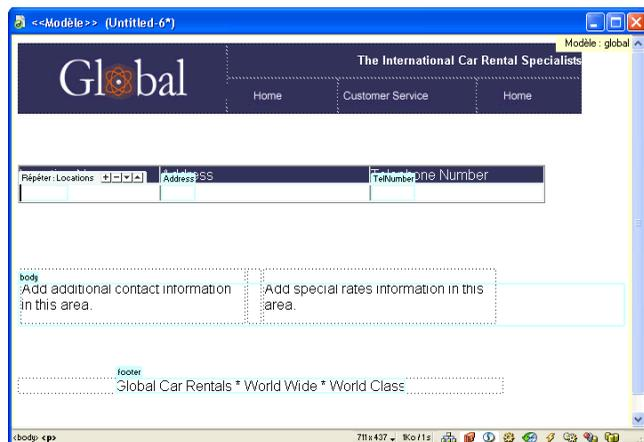 <<Modèle>> (Untitled-6*)
Modèle : global
Global
The International Car Rental Specialists
Home Customer Service Home
Répéter: Locations Address TelNumber
Telephone Number
body
Add additional contact information
in this area.
Add special rates information in this
area.
footer
Global Car Rentals * World Wide * World Class
<body> <p> 711 x 437 1Ko / 1s